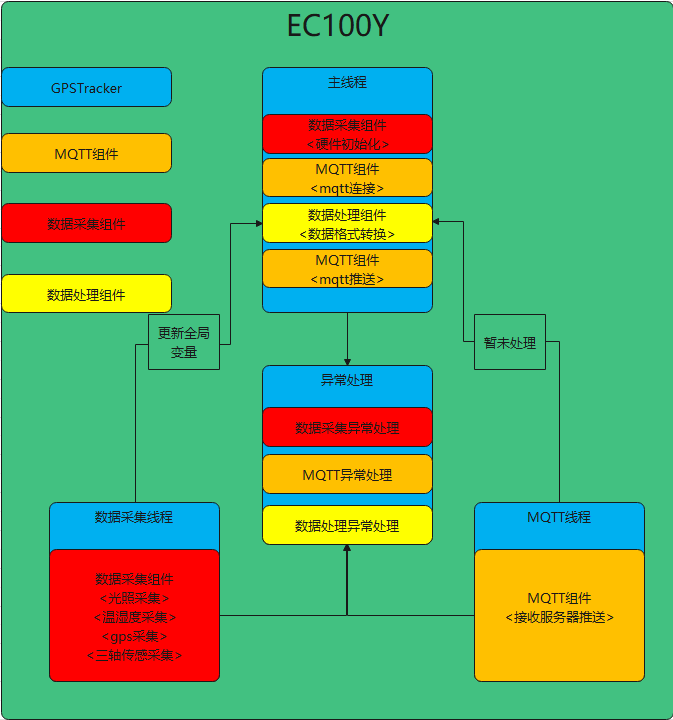 EC100Y
GPSTracker
MQTT组件
数据采集组件
数据处理组件
主线程
数据采集组件
<硬件初始化>
MQTT组件
<mqtt连接>
数据处理组件
<数据格式转换>
MQTT组件
<mqtt推送>
更新全局
变量
暂未处理
异常处理
数据采集异常处理
MQTT异常处理
数据处理异常处理
数据采集线程
数据采集组件
<光照采集>
<温湿度采集>
<gps采集>
<三轴传感采集>
MQTT线程
MQTT组件
<接收服务器推送>